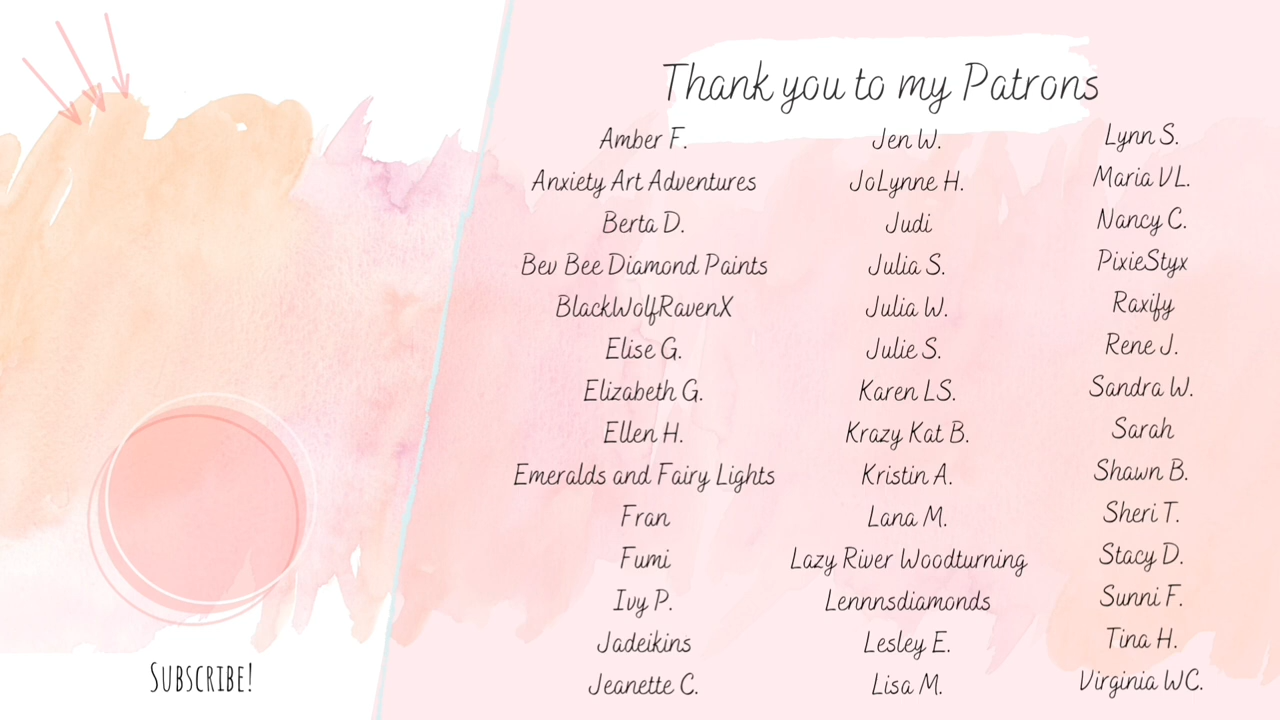 Thank you to my Patrons
Amber F.
Anxiety Art Adventures
Berta D.
Bev Bee Diamond Paints
BlackWolfRavenX
Elise G.
Elizabeth G.
Ellen H.
Emeralds and Fairy Lights
Fran
Fumi
Ivy P.
Jadeikins
Jeanette C.
Jen W.
JoLynne H.
Judi
Julia S.
Julia W.
Julie S.
Karen LS.
Krazy Kat B.
Kristin A.
Lana M.
Lazy River Woodturning
Lennnsdiamonds
Lesley E.
Lisa M.
Lynn S.
Maria VL.
Nancy C.
PixieStyx
Raxify
Rene J.
Sandra W.
Sarah
Shawn B.
Sheri T.
Stacy D.
Sunni F.
Tina H.
Virginia WC.
Subscribe!